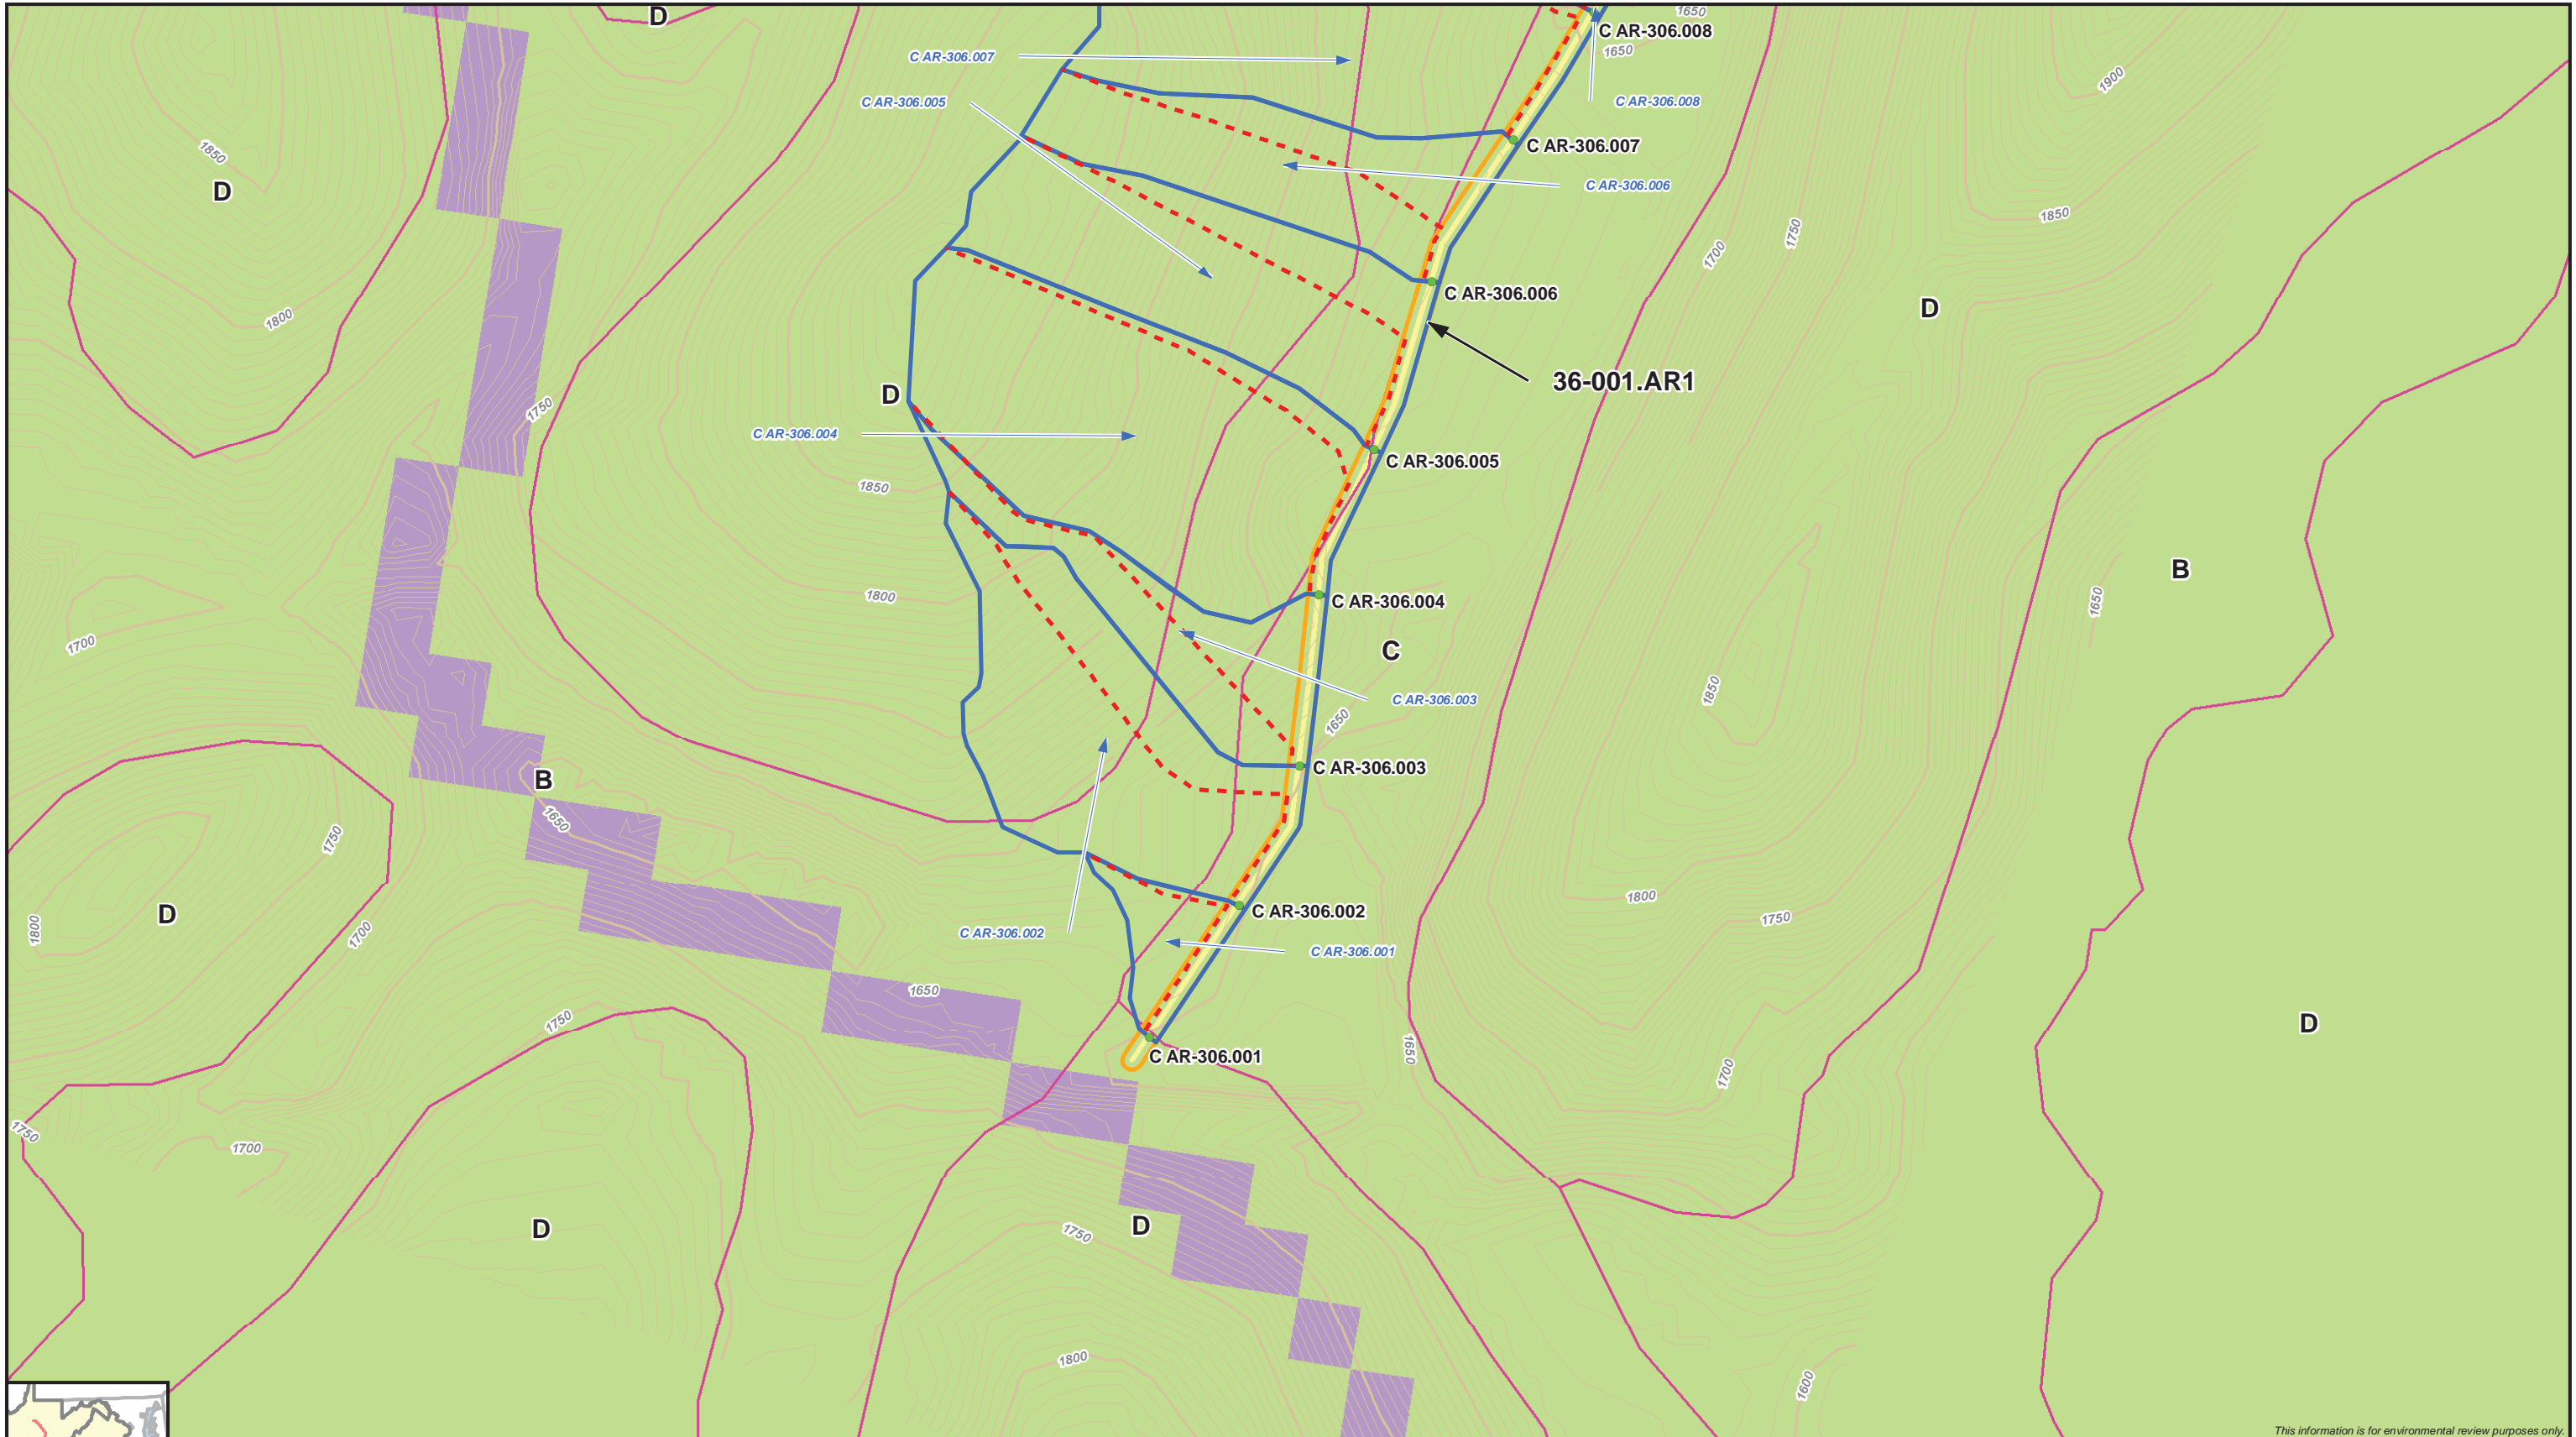 D
1650
C AR-306.008
C AR-306.007
1650
1900
C AR-306.005
C AR-306.008
C AR-306.007
1850
C AR-306.006
D
1850
1750
1700
C AR-306.006
D
1800
36-001.AR1
D
1750
C AR-306.004
C AR-306.005
1850
B
1800
C AR-306.004
1650
1700
C
1850
C AR-306.003
1650
C AR-306.003
B
1650
1750
1800
C AR-306.002
1750
D
1800
1700
C AR-306.002
C AR-306.001
1650
1750
D
1650
C AR-306.001
1700
1750
1700
D
D
1750
1800
1600
This information is for environmental review purposes only.